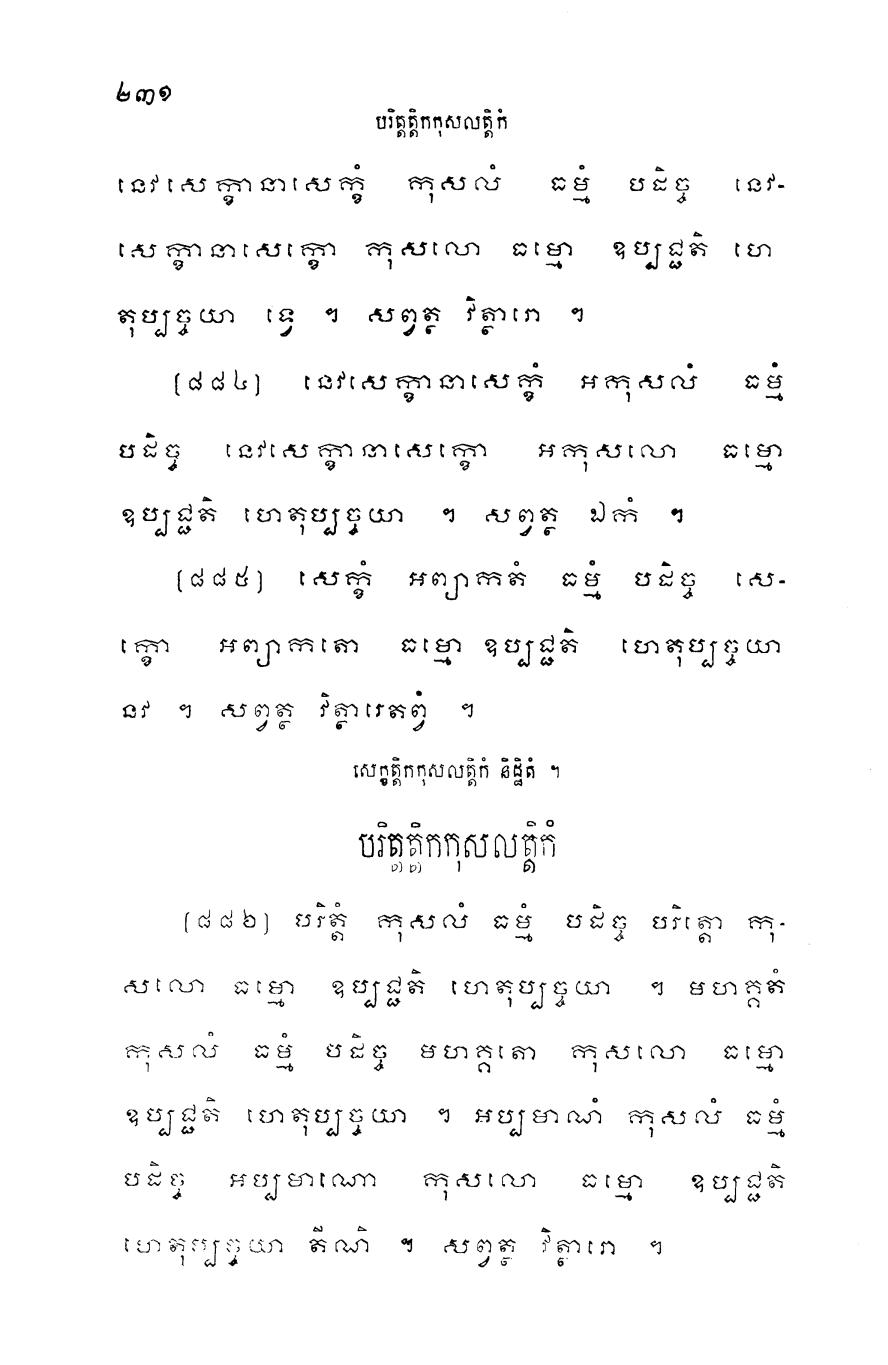 ២៣១
បរិត្តត្តិកកុសលត្តិកំ
នេវសេក្ខានាសេក្ខំ កុសលំ ធម្មំ បដិច្ច នេវ-
សេក្ខានាសេក្ខោ កុសលោ ធម្មោ ឧប្បជ្ជតិ ហេ
តុប្បច្ចយា ទ្វេ ។ សព្វត្ថ វិត្ថារោ ។
[៨៨៤] នេវសេក្ខានាសេក្ខំ អកុសលំ ធម្មំ
បដិច្ច នេវសេក្ខានាសេក្ខោ អកុសលោ ធម្មោ
ឧប្បជ្ជតិ ហេតុប្បច្ចយា ។ សព្វត្ថ ឯកំ ។
[៨៨៥] សេក្ខំ អព្យាកតំ ធម្មំ បដិច្ច សេ-
ក្ខោ អព្យាកតោ ធម្មោ ឧប្បជ្ជតិ ហេតុប្បច្ចយា
នវ ។ សព្វត្ថ វិត្ថារេតព្វំ ។
សេក្ខត្តិកកុសលត្តិកំ និដ្ឋិតំ ។
បរិត្តត្តិកកុសលត្តិកំ
[៨៨៦] បរិត្តំ កុសលំ ធម្មំ បដិច្ច បរិត្តោ កុ-
សលោ ធម្មោ ឧប្បជ្ជតិ ហេតុប្បច្ចយា ។ មហគ្គតំ
កុសលំ ធម្មំ បដិច្ច មហគ្គតោ កុសលោ ធម្មោ
ឧប្បជ្ជតិ ហេតុប្បច្ចយា ។ អប្បមាណំ កុសលំ ធម្មំ
បដិច្ច អប្បមាណោ កុសលោ ធម្មោ ឧប្បជ្ជតិ
ហេតុប្បច្ចយា តីណិ ។ សព្វត្ថ វិត្ថារោ ។